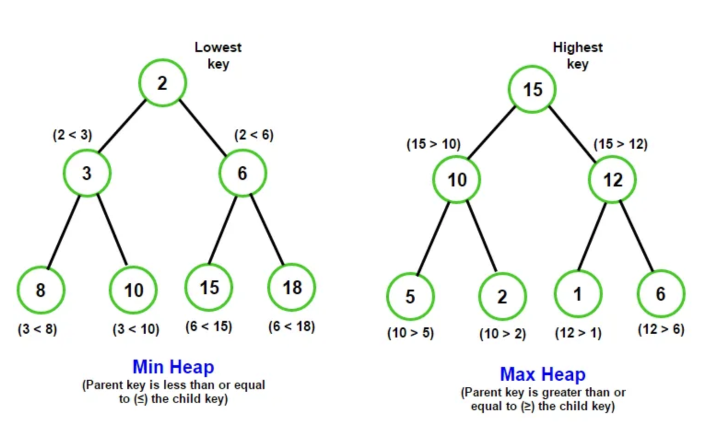 Lowest
key
2
(2 < 3)
(2 < 6)
3
6
8
10
15
18
(3 < 8)
(3 < 10)
(6 < 15)
(6 < 18)
Min Heap
(Parent key is less than or equal
to (≤) the child key)
Highest
key
15
(15 > 10)
(15 > 12)
10
12
5
2
1
6
(10 > 5)
(10 > 2)
(12 > 1)
(12 > 6)
Max Heap
(Parent key is greater than or
equal to (≥) the child key)